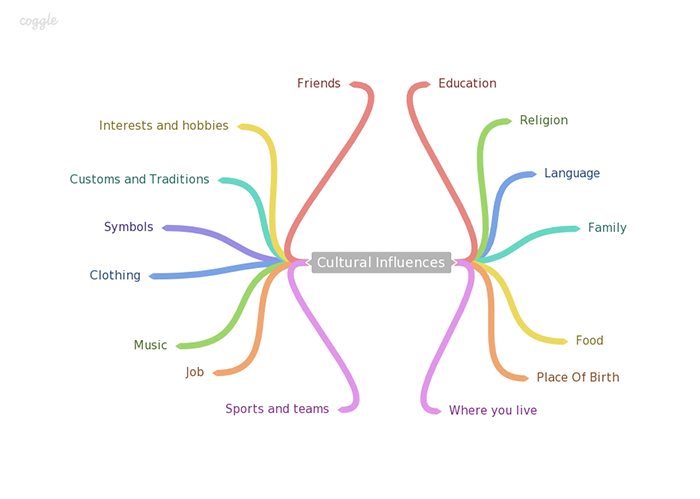 coggle
Friends
Education
Interests and hobbies
Religion
Customs and Traditions
Language
Symbols
Family
Cultural Influences
Clothing
Music
Food
Job
Place Of Birth
Sports and teams
Where you live